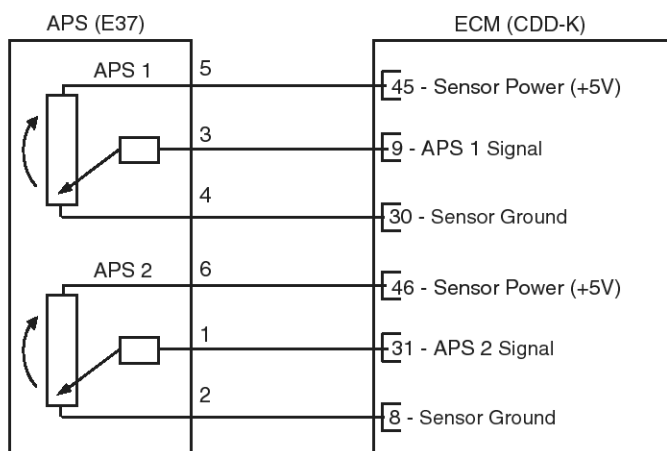 APS (E37)
ECM (CDD-K)
APS 1
5
45 - Sensor Power (+5V)
3
9 - APS 1 Signal
4
30 - Sensor Ground
APS 2
6
46 - Sensor Power (+5V)
1
31 - APS 2 Signal
2
8 - Sensor Ground